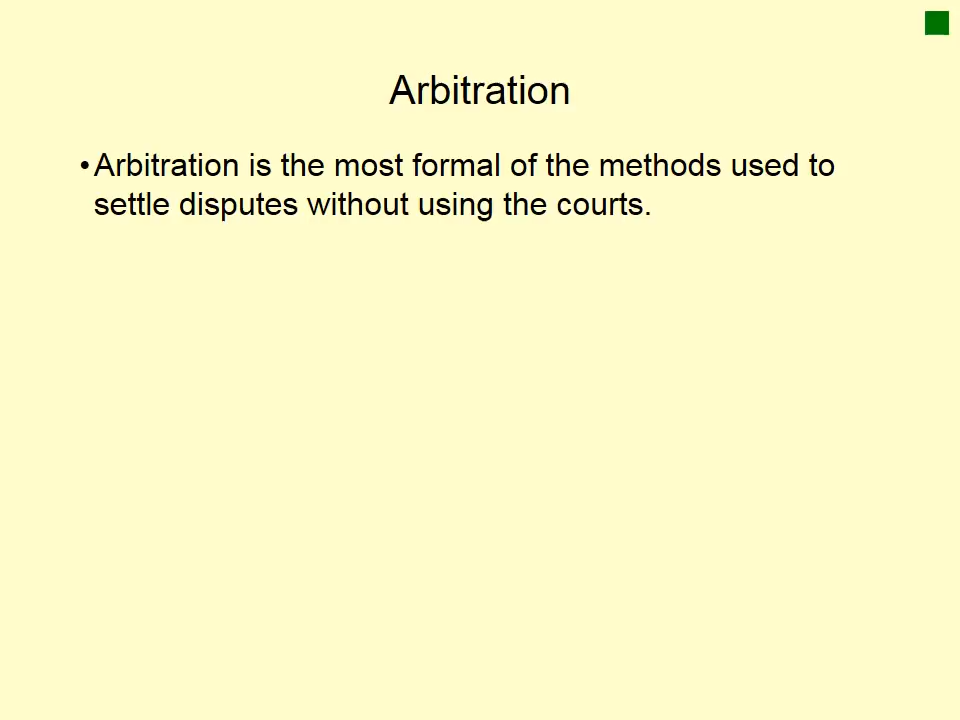 Arbitration
•Arbitration is the most formal of the methods used to
settle disputes without using the courts.